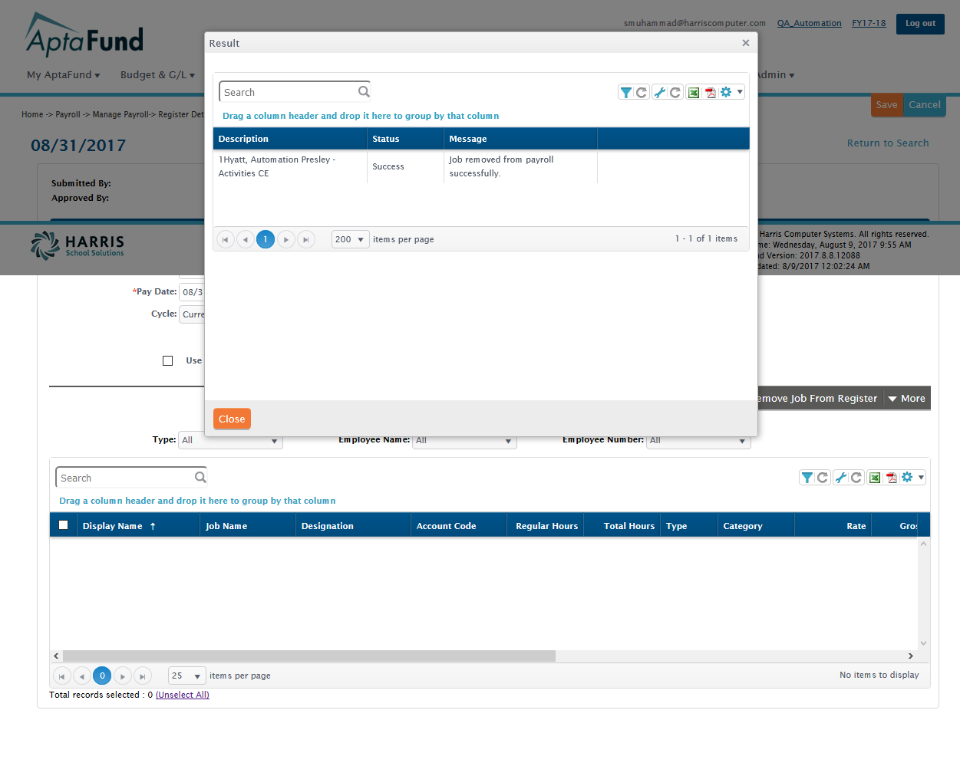 smuhammad@harriscomputer.com QA_Automation FY17-18 Log out
AptaFund
My AptaFund Budget & G/L
Admin
Result
Search
Drag a column header and drop it here to group by that column
Description Status Message
1Hyatt, Automation Presley - Activities CE Success Job removed from payroll successfully.
1 200 items per page 1 - 1 of 1 items
Close
Home -> Payroll -> Manage Payroll-> Register Det
Save Cancel
08/31/2017
Return to Search
Submitted By:
Approved By:
HARRIS
School Solutions
Harris Computer Systems. All rights reserved.
me: Wednesday, August 9, 2017 9:55 AM
d Version: 2017.8.8.12088
dated: 8/9/2017 12:02:24 AM
*Pay Date: 08/3
Cycle: Curre
Use
emove Job From Register More
Type: All Employee Name: All Employee Number: All
Search
Drag a column header and drop it here to group by that column
Display Name ↑ Job Name Designation Account Code Regular Hours Total Hours Type Category Rate Gros
0 25 items per page No items to display
Total records selected : 0 (Unselect All)